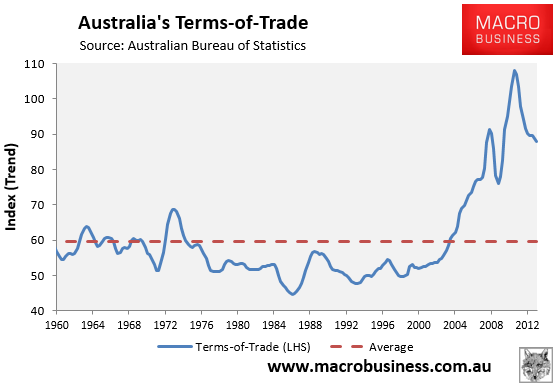 Australia's Terms-of-Trade
Source: Australian Bureau of Statistics
MACRO
BUSINESS
Index (Trend)
110
100
90
80
70
60
50
40
1960 1964 1968 1972 1976 1980 1984 1988 1992 1996 2000 2004 2008 2012
Terms-of-Trade (LHS) Average
www.macrobusiness.com.au